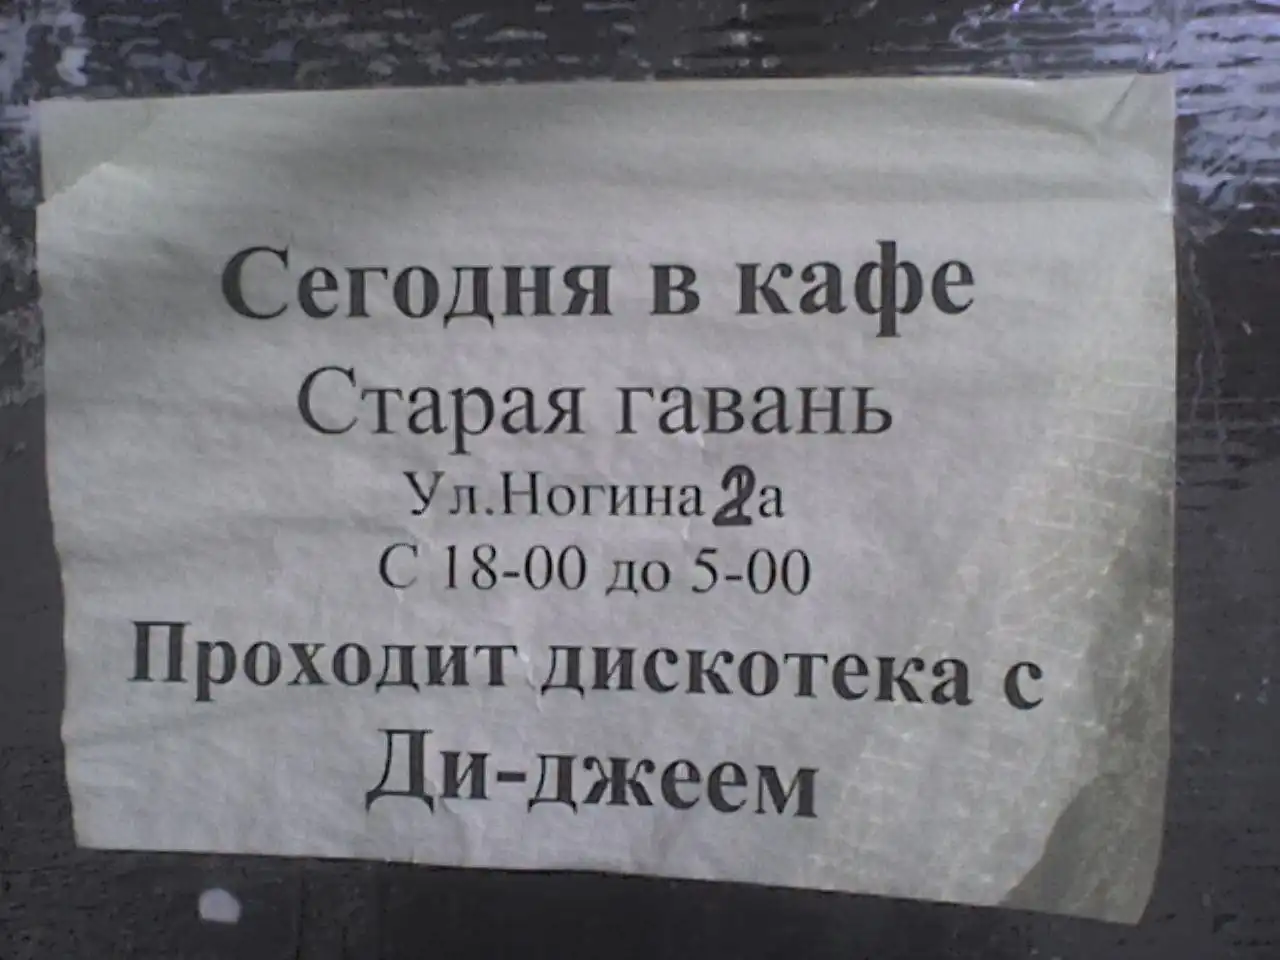 Сегодня в кафе
Старая гавань
Ул.Ногина 2а
С 18-00 до 5-00
Проходит дискотека с
Ди-джеем